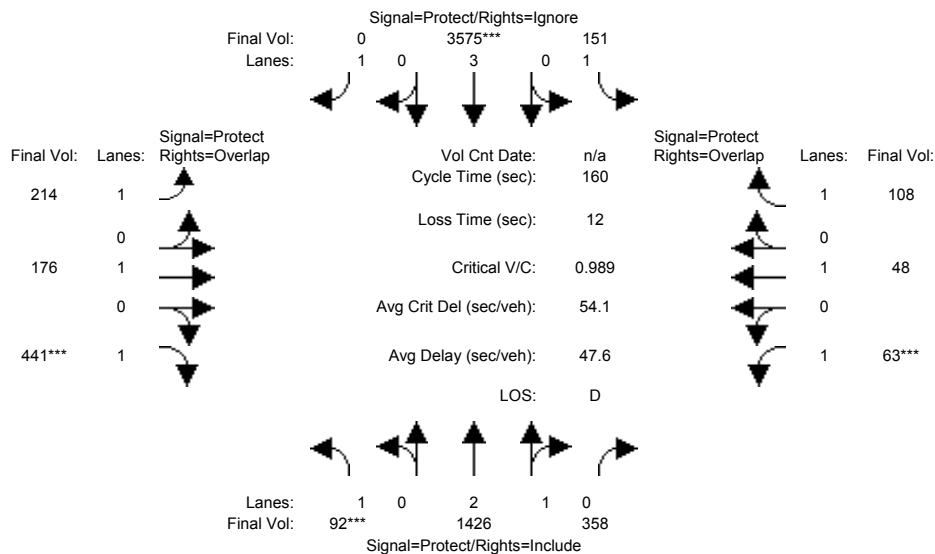 Signal=Protect/Rights=Ignore
Final Vol: 0 3575*** 151
Lanes: 1 0 3 0 1
Signal=Protect
Final Vol: Lanes: Rights=Overlap
Vol Cnt Date: n/a
Signal=Protect
Rights=Overlap Lanes: Final Vol:
Cycle Time (sec): 160
214 1
1 108
Loss Time (sec): 12
0
0
176 1
Critical V/C: 0.989
1 48
0
Avg Crit Del (sec/veh): 54.1
0
441*** 1
Avg Delay (sec/veh): 47.6
1 63***
LOS: D
Lanes: 1 0 2 1 0
Final Vol: 92*** 1426 358
Signal=Protect/Rights=Include